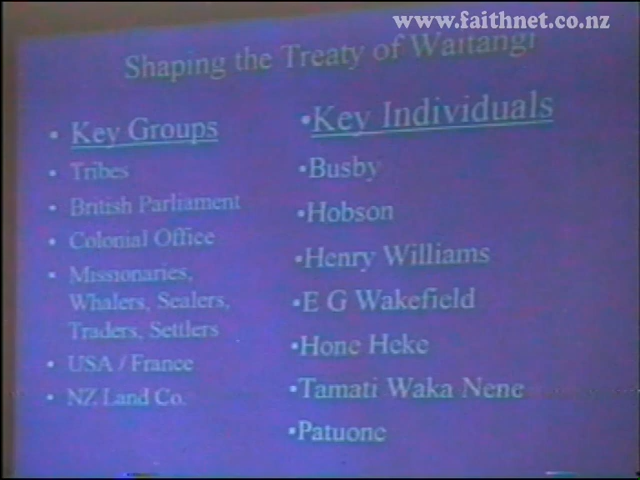 www.faithnet.co.nz
Shaping the Treaty of Waitangi
• Key Groups
• Tribes
• British Parliament
• Colonial Office
• Missionaries,
Whalers, Sealers,
Traders, Settlers
• USA / France
• NZ Land Co.
•Key Individuals
•Busby
•Hobson
•Henry Williams
•E G Wakefield
•Hone Heke
•Tamati Waka Nene
•Patuone